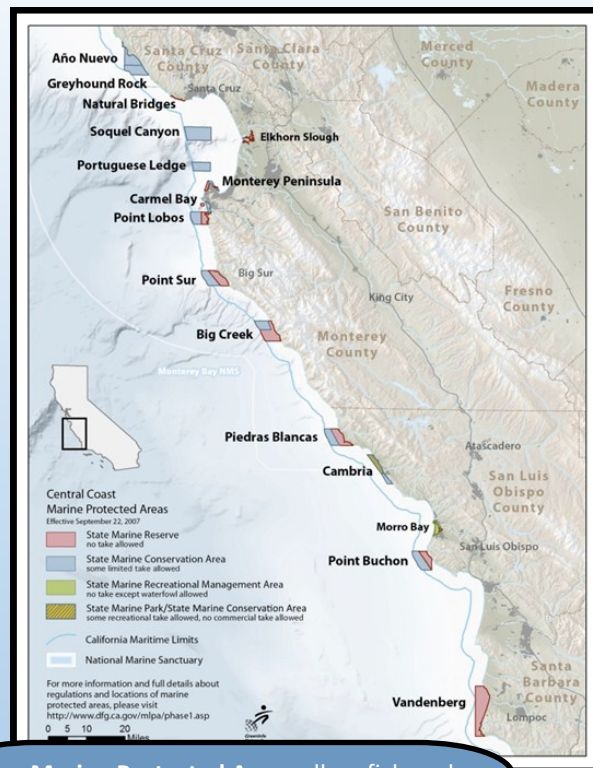 Año Nuevo
Santa Cruz
County
Santa Clara
County
Merced
County
Greyhound Rock
Santa Cruz
Natural Bridges
Madera
County
Soquel Canyon
Elkhorn Slough
Portuguese Ledge
Monterey Peninsula
Carmel Bay
Point Lobos
San Benito
County
Point Sur
Big Sur
King City
Fresno
County
Big Creek
Monterey
County
Monterey Bay NMS
Piedras Blancas
Atascadero
Cambria
San Luis
Obispo
County
Morro Bay
San Luis Obispo
Point Buchon
Central Coast
Marine Protected Areas
Effective September 22, 2007
State Marine Reserve
no take allowed
State Marine Conservation Area
some limited take allowed
State Marine Recreational Management Area
no take except waterfowl allowed
State Marine Park/State Marine Conservation Area
some recreational take allowed, no commercial take allowed
California Maritime Limits
National Marine Sanctuary
For more information and full details about
regulations and locations of marine
protected areas, please visit
http://www.dfg.ca.gov/mlpa/phase1.asp
0 5 10 20
Miles
Santa
Barbara
County
Vandenberg
Lompoc